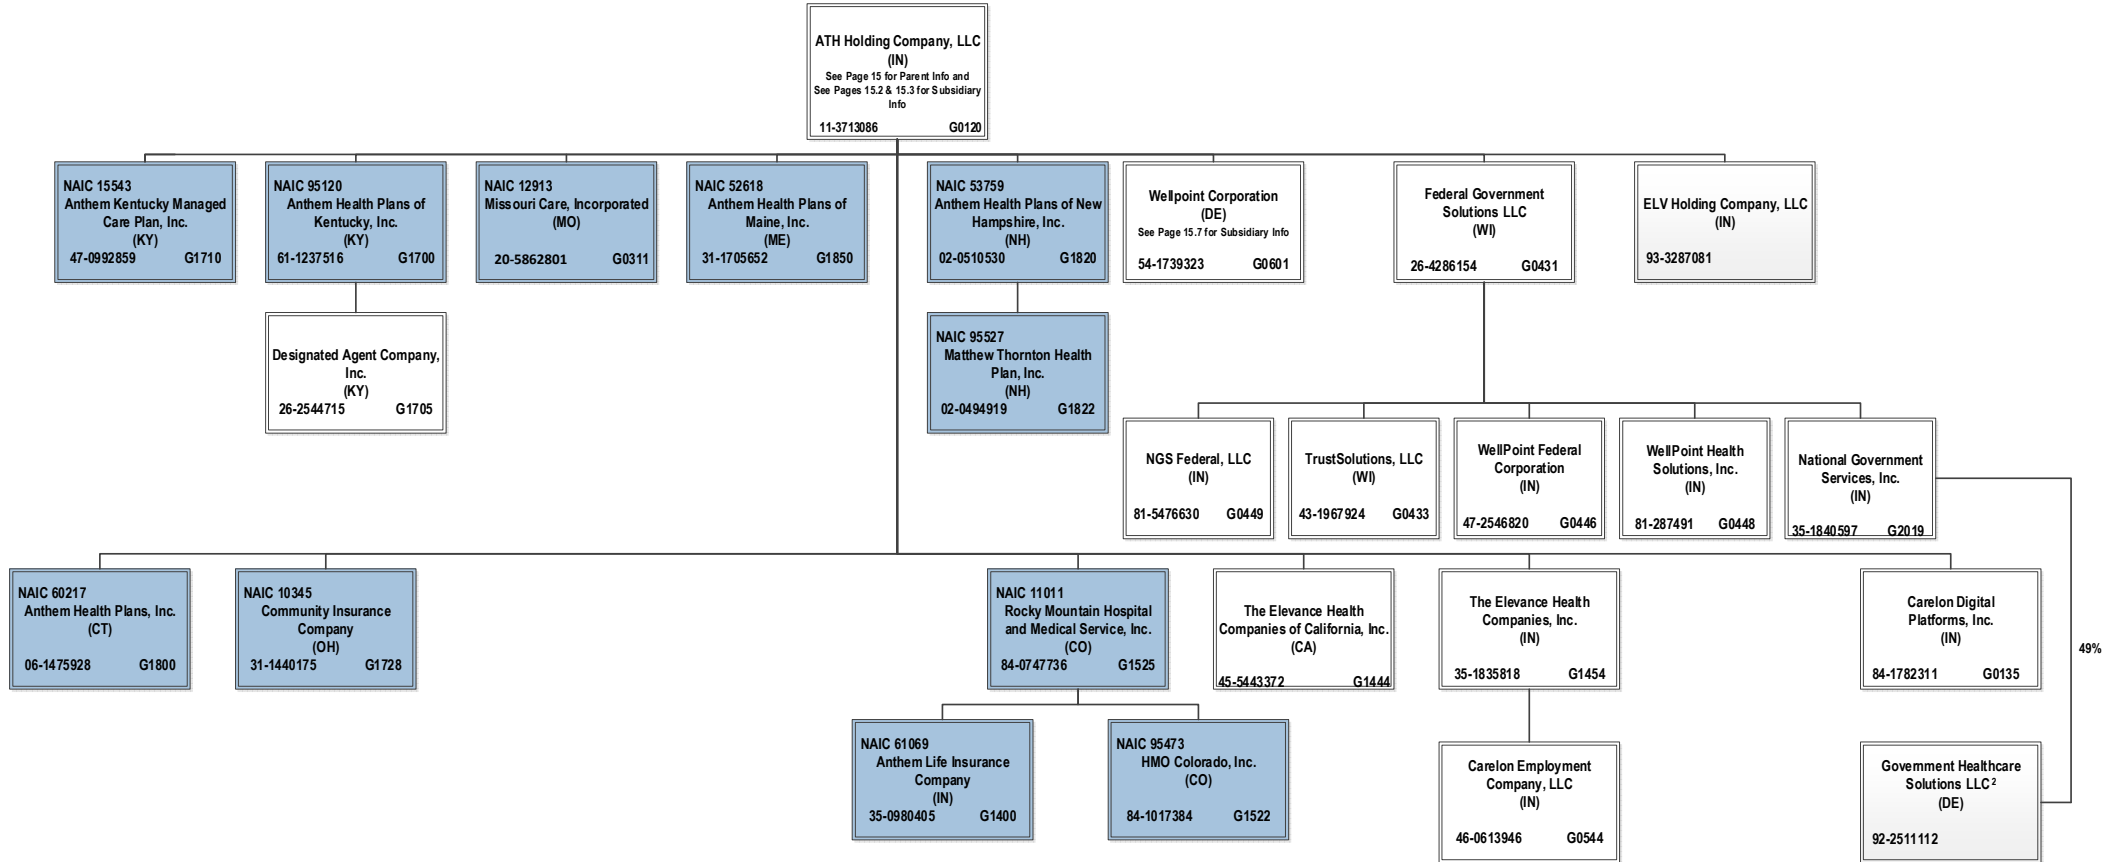 ATH Holding Company, LLC
(IN)
See Page 15 for Parent Info and
See Pages 15.2 & 15.3 for Subsidiary
Info
11-3713086 G0120
NAIC 15543
Anthem Kentucky Managed
Care Plan, Inc.
(KY)
47-0992859 G1710
NAIC 95120
Anthem Health Plans of
Kentucky, Inc.
(KY)
61-1237516 G1700
NAIC 12913
Missouri Care, Incorporated
(MO)
20-5862801 G0311
NAIC 52618
Anthem Health Plans of
Maine, Inc.
(ME)
31-1705652 G1850
NAIC 53759
Anthem Health Plans of New
Hampshire, Inc.
(NH)
02-0510530 G1820
Wellpoint Corporation
(DE)
See Page 15.7 for Subsidiary Info
54-1739323 G0601
Federal Government
Solutions LLC
(WI)
26-4286154 G0431
ELV Holding Company, LLC
(IN)
93-3287081
Designated Agent Company,
Inc.
(KY)
26-2544715 G1705
NAIC 95527
Matthew Thornton Health
Plan, Inc.
(NH)
02-0494919 G1822
NGS Federal, LLC
(IN)
81-5476630 G0449
TrustSolutions, LLC
(WI)
43-1967924 G0433
WellPoint Federal
Corporation
(IN)
47-2546820 G0446
WellPoint Health
Solutions, Inc.
(IN)
81-287491 G0448
National Government
Services, Inc.
(IN)
35-1840597 G2019
NAIC 60217
Anthem Health Plans, Inc.
(CT)
06-1475928 G1800
NAIC 10345
Community Insurance
Company
(OH)
31-1440175 G1728
NAIC 11011
Rocky Mountain Hospital
and Medical Service, Inc.
(CO)
84-0747736 G1525
The Elevance Health
Companies of California, Inc.
(CA)
45-5443372 G1444
The Elevance Health
Companies, Inc.
(IN)
35-1835818 G1454
Carelon Digital
Platforms, Inc.
(IN)
84-1782311 G0135
49%
NAIC 61069
Anthem Life Insurance
Company
(IN)
35-0980405 G1400
NAIC 95473
HMO Colorado, Inc.
(CO)
84-1017384 G1522
Carelon Employment
Company, LLC
(IN)
46-0613946 G0544
Government Healthcare
Solutions LLC²
(DE)
92-2511112